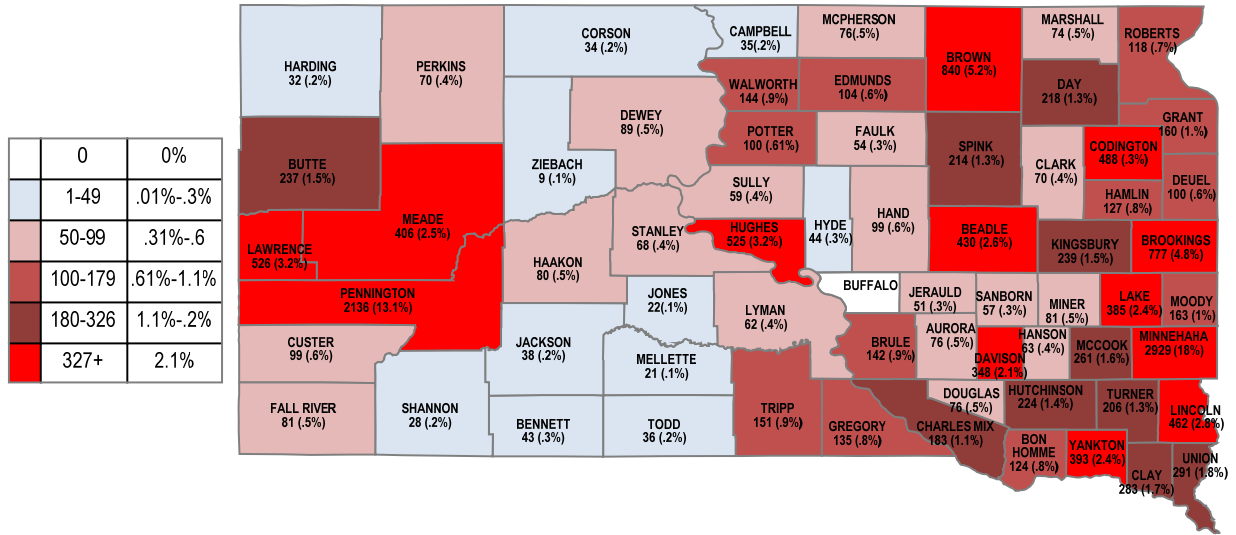 0 0%
1-49 .01%-.3%
50-99 .31%-.6
100-179 .61%-1.1%
180-326 1.1%-.2%
327+ 2.1%
HARDING
32 (.2%)
PERKINS
70 (.4%)
CORSON
34 (.2%)
CAMPBELL
35(.2%)
MCPHERSON
76(.5%)
BROWN
840 (5.2%)
MARSHALL
74 (.5%)
ROBERTS
118 (.7%)
WALWORTH
144 (.9%)
EDMUNDS
104 (.6%)
DAY
218 (1.3%)
DEWEY
89 (.5%)
GRANT
160 (1.%)
BUTTE
237 (1.5%)
ZIEBACH
9 (.1%)
POTTER
100 (.61%)
FAULK
54 (.3%)
SPINK
214 (1.3%)
CLARK
70 (.4%)
CODINGTON
488 (.3%)
DEUEL
100 (.6%)
HAMLIN
127 (.8%)
SULLY
59 (.4%)
MEADE
406 (2.5%)
STANLEY
68 (.4%)
HUGHES
525 (3.2%)
HYDE
44 (.3%)
HAND
99 (.6%)
BEADLE
430 (2.6%)
KINGSBURY
239 (1.5%)
BROOKINGS
777 (4.8%)
LAWRENCE
526 (3.2%)
HAAKON
80 (.5%)
PENNINGTON
2136 (13.1%)
JONES
22(.1%)
LYMAN
62 (.4%)
BUFFALO
JERAULD
51 (.3%)
SANBORN
57 (.3%)
MINER
81 (.5%)
LAKE
385 (2.4%)
MOODY
163 (1%)
CUSTER
99 (.6%)
JACKSON
38 (.2%)
MELLETTE
21 (.1%)
BRULE
142 (.9%)
AURORA
76 (.5%)
DAVISON
348 (2.1%)
HANSON
63 (.4%)
MCCOOK
261 (1.6%)
MINNEHAHA
2929 (18%)
FALL RIVER
81 (.5%)
SHANNON
28 (.2%)
BENNETT
43 (.3%)
TODD
36 (.2%)
TRIPP
151 (.9%)
GREGORY
135 (.8%)
CHARLES MIX
183 (1.1%)
DOUGLAS
76 (.5%)
HUTCHINSON
224 (1.4%)
TURNER
206 (1.3%)
LINCOLN
462 (2.8%)
BON
HOMME
124 (.8%)
YANKTON
393 (2.4%)
CLAY
283 (1.7%)
UNION
291 (1.8%)